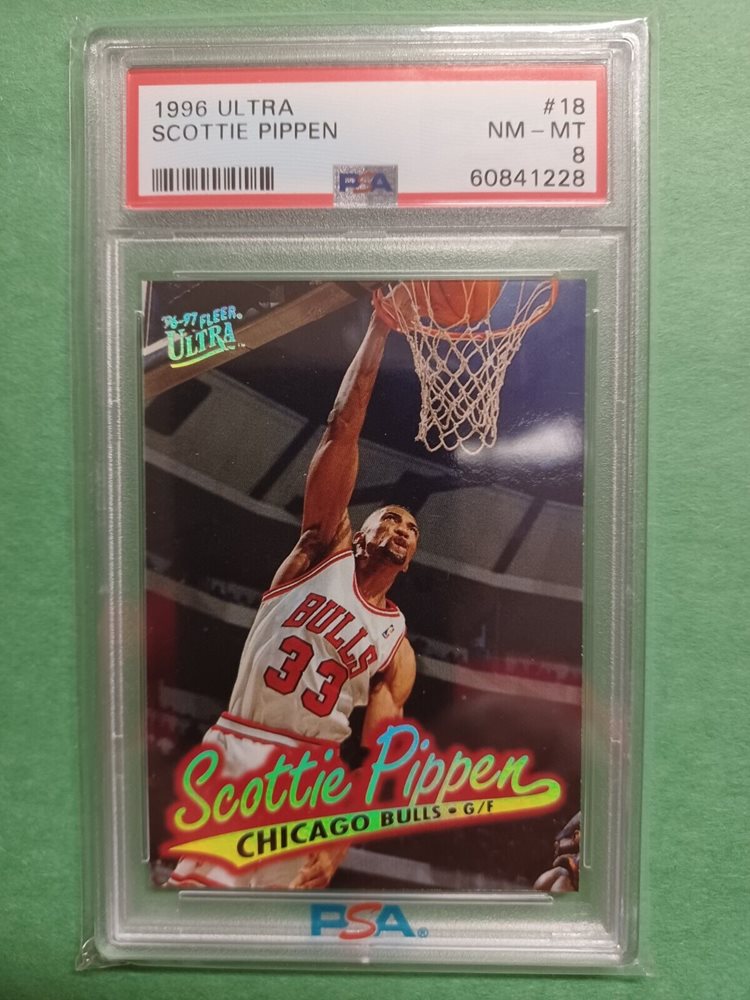 1996 ULTRA #18
SCOTTIE PIPPEN NM - MT
8
PSA 60841228
'96-97 FLEER®
ULTRA™
BULLS
33
Scottie Pippen
CHICAGO BULLS • G/F
PSA®